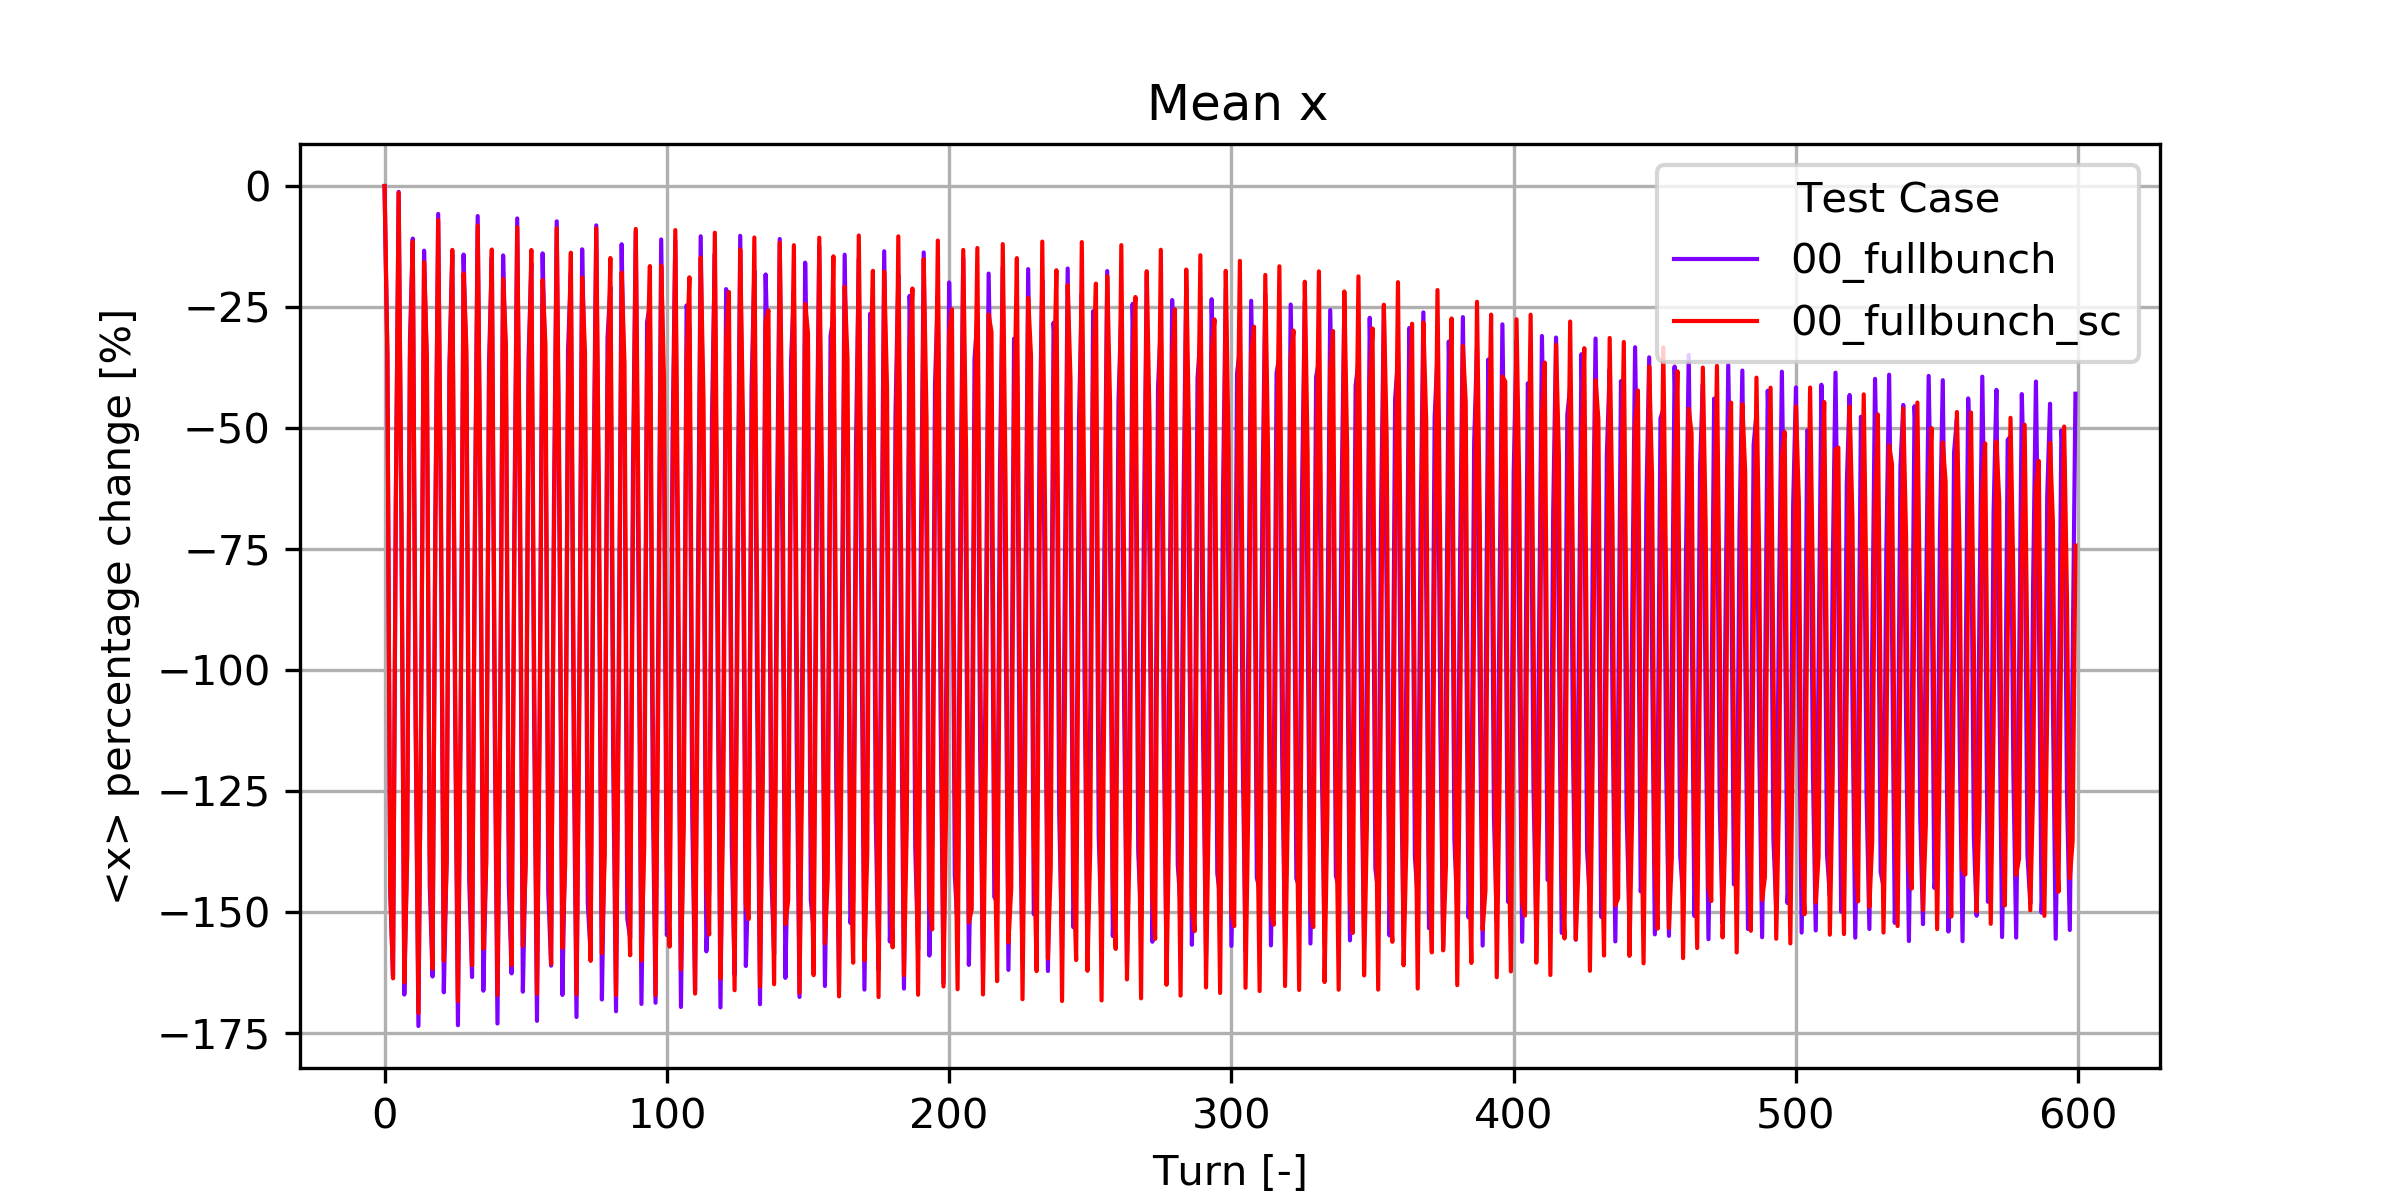 Mean x
<x> percentage change [%]
0
−25
−50
−75
−100
−125
−150
−175
Test Case
00_fullbunch
00_fullbunch_sc
0 100 200 300 400 500 600
Turn [-]